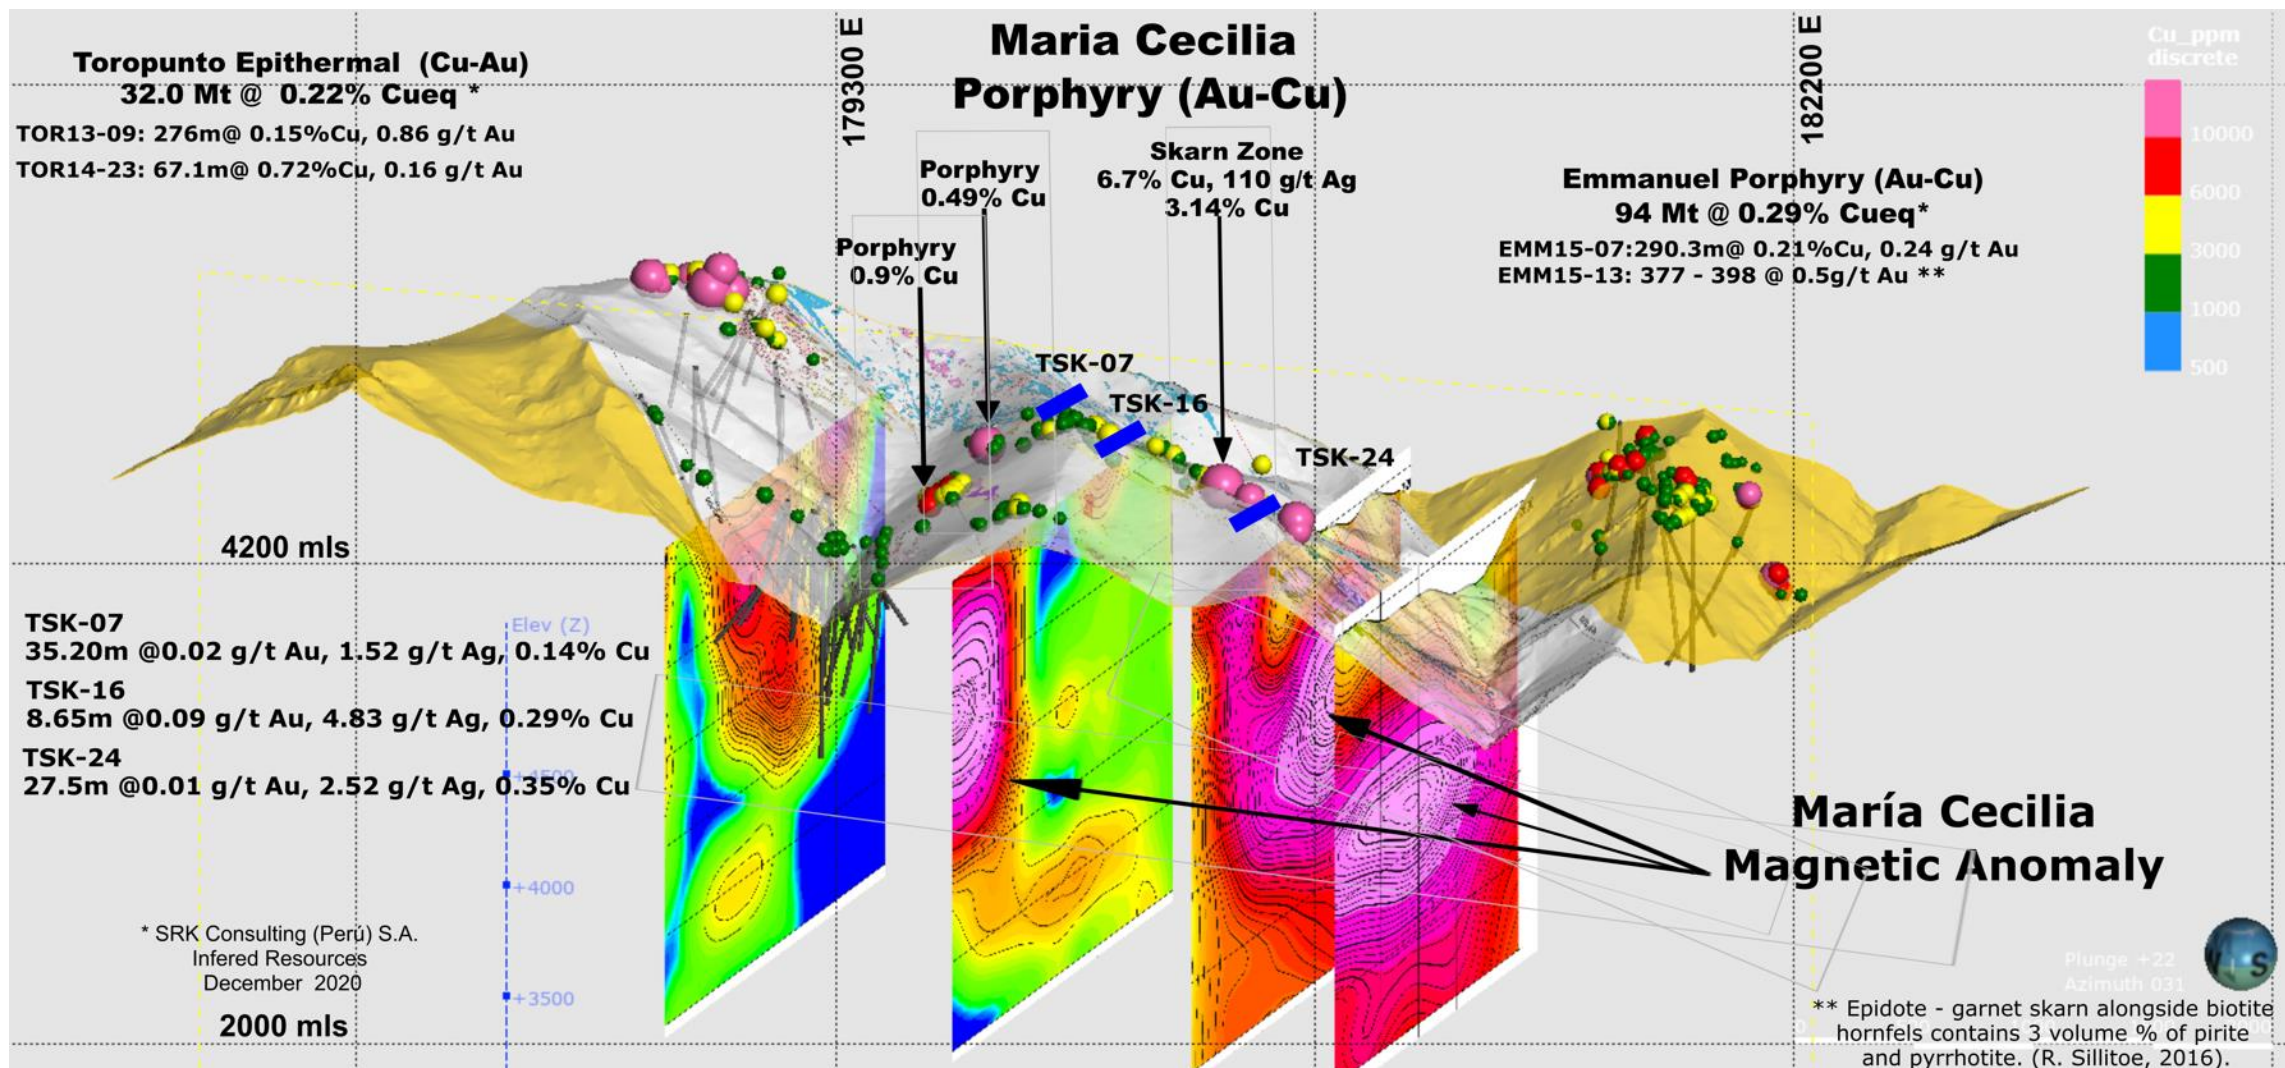 Toropunto Epithermal (Cu-Au)
32.0 Mt @ 0.22% Cueq *
TOR13-09: 276m@ 0.15%Cu, 0.86 g/t Au
TOR14-23: 67.1m@ 0.72%Cu, 0.16 g/t Au
179300 E
Maria Cecilia
Porphyry (Au-Cu)
Porphyry
0.49% Cu
Porphyry
0.9% Cu
Skarn Zone
6.7% Cu, 110 g/t Ag
3.14% Cu
182200 E
Emmanuel Porphyry (Au-Cu)
94 Mt @ 0.29% Cueq*
EMM15-07:290.3m@ 0.21%Cu, 0.24 g/t Au
EMM15-13: 377 - 398 @ 0.5g/t Au **
Cu_ppm
discrete
10000
6000
3000
1000
500
TSK-07
TSK-16
TSK-24
4200 mls
TSK-07
35.20m @0.02 g/t Au, 1.52 g/t Ag, 0.14% Cu
TSK-16
8.65m @0.09 g/t Au, 4.83 g/t Ag, 0.29% Cu
TSK-24
27.5m @0.01 g/t Au, 2.52 g/t Ag, 0.35% Cu
Elev (Z)
+4500
+4000
+3500
María Cecilia
Magnetic Anomaly
* SRK Consulting (Perú) S.A.
Infered Resources
December 2020
2000 mls
Plunge +22
Azimuth 031
S
** Epidote - garnet skarn alongside biotite
hornfels contains 3 volume % of pirite
and pyrrhotite. (R. Sillitoe, 2016).